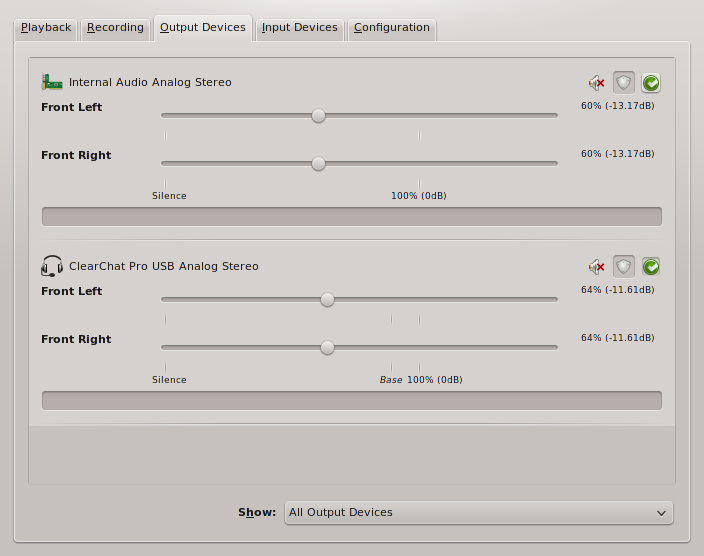 Playback Recording Output Devices Input Devices Configuration
Internal Audio Analog Stereo
Front Left 60% (-13.17dB)
Front Right 60% (-13.17dB)
Silence 100% (0dB)
ClearChat Pro USB Analog Stereo
Front Left 64% (-11.61dB)
Front Right 64% (-11.61dB)
Silence Base 100% (0dB)
Show: All Output Devices